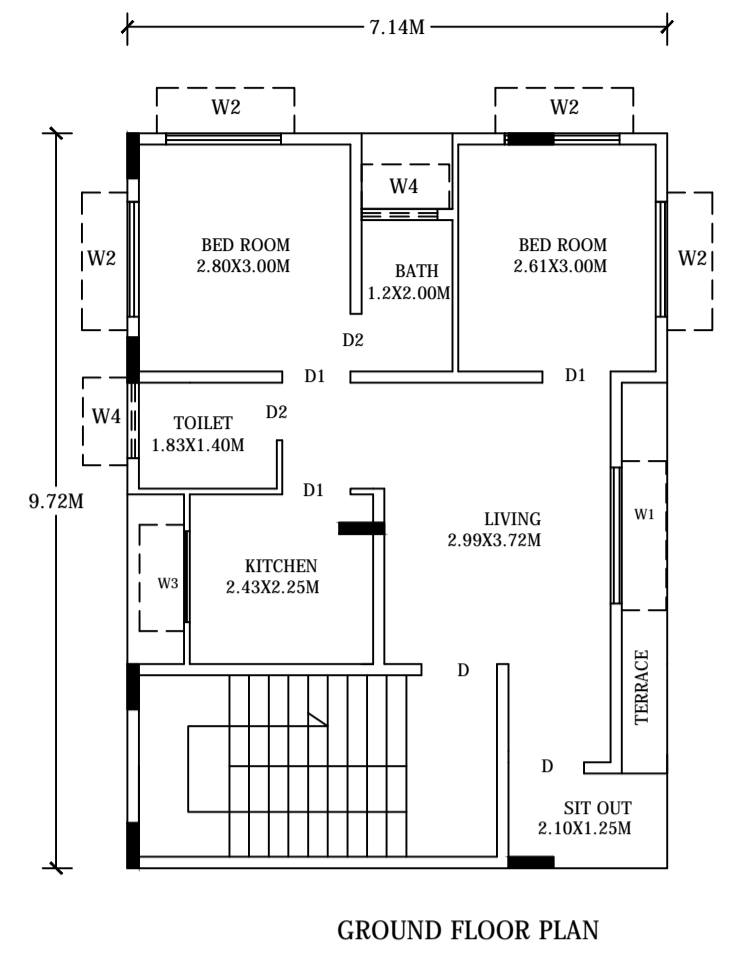 7.14M
W2
W2
W4
W2
BED ROOM
2.80X3.00M
BATH
1.2X2.00M
BED ROOM
2.61X3.00M
W2
D2
D1
D1
W4
TOILET
1.83X1.40M
D2
D1
9.72M
W3
KITCHEN
2.43X2.25M
LIVING
2.99X3.72M
W1
D
TERRACE
D
SIT OUT
2.10X1.25M
GROUND FLOOR PLAN